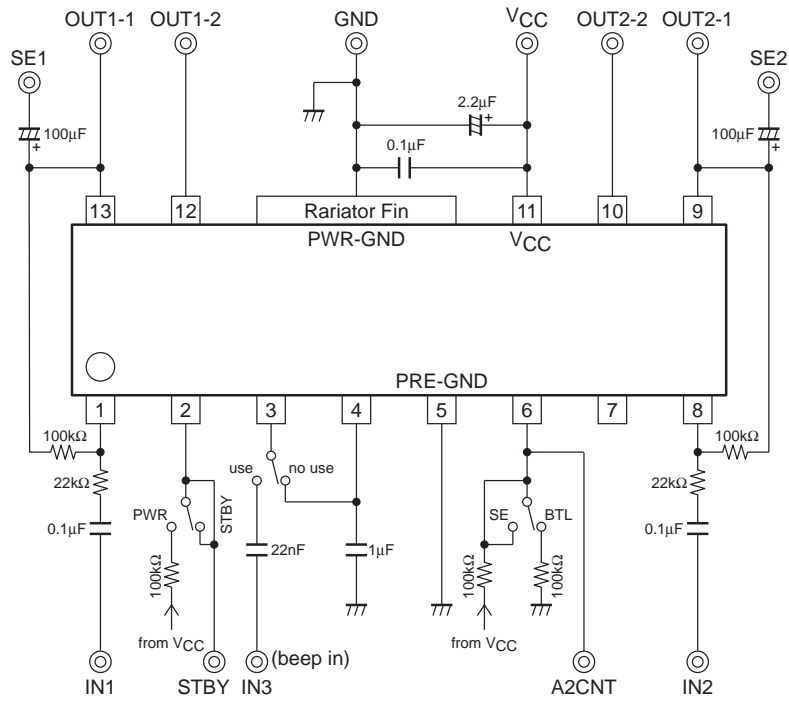 OUT1-1 OUT1-2 GND VCC OUT2-2 OUT2-1
SE1 SE2
2.2μF
+
100μF 100μF
+ +
0.1μF
13 12 Rariator Fin 11 10 9
PWR-GND VCC
PRE-GND
1 2 3 4 5 6 7 8
100kΩ 100kΩ
use no use
22kΩ 22kΩ
PWR STBY SE BTL
0.1μF 0.1μF
22nF 1μF
100kΩ 100kΩ 100kΩ
from VCC from VCC
(beep in)
IN1 STBY IN3 A2CNT IN2